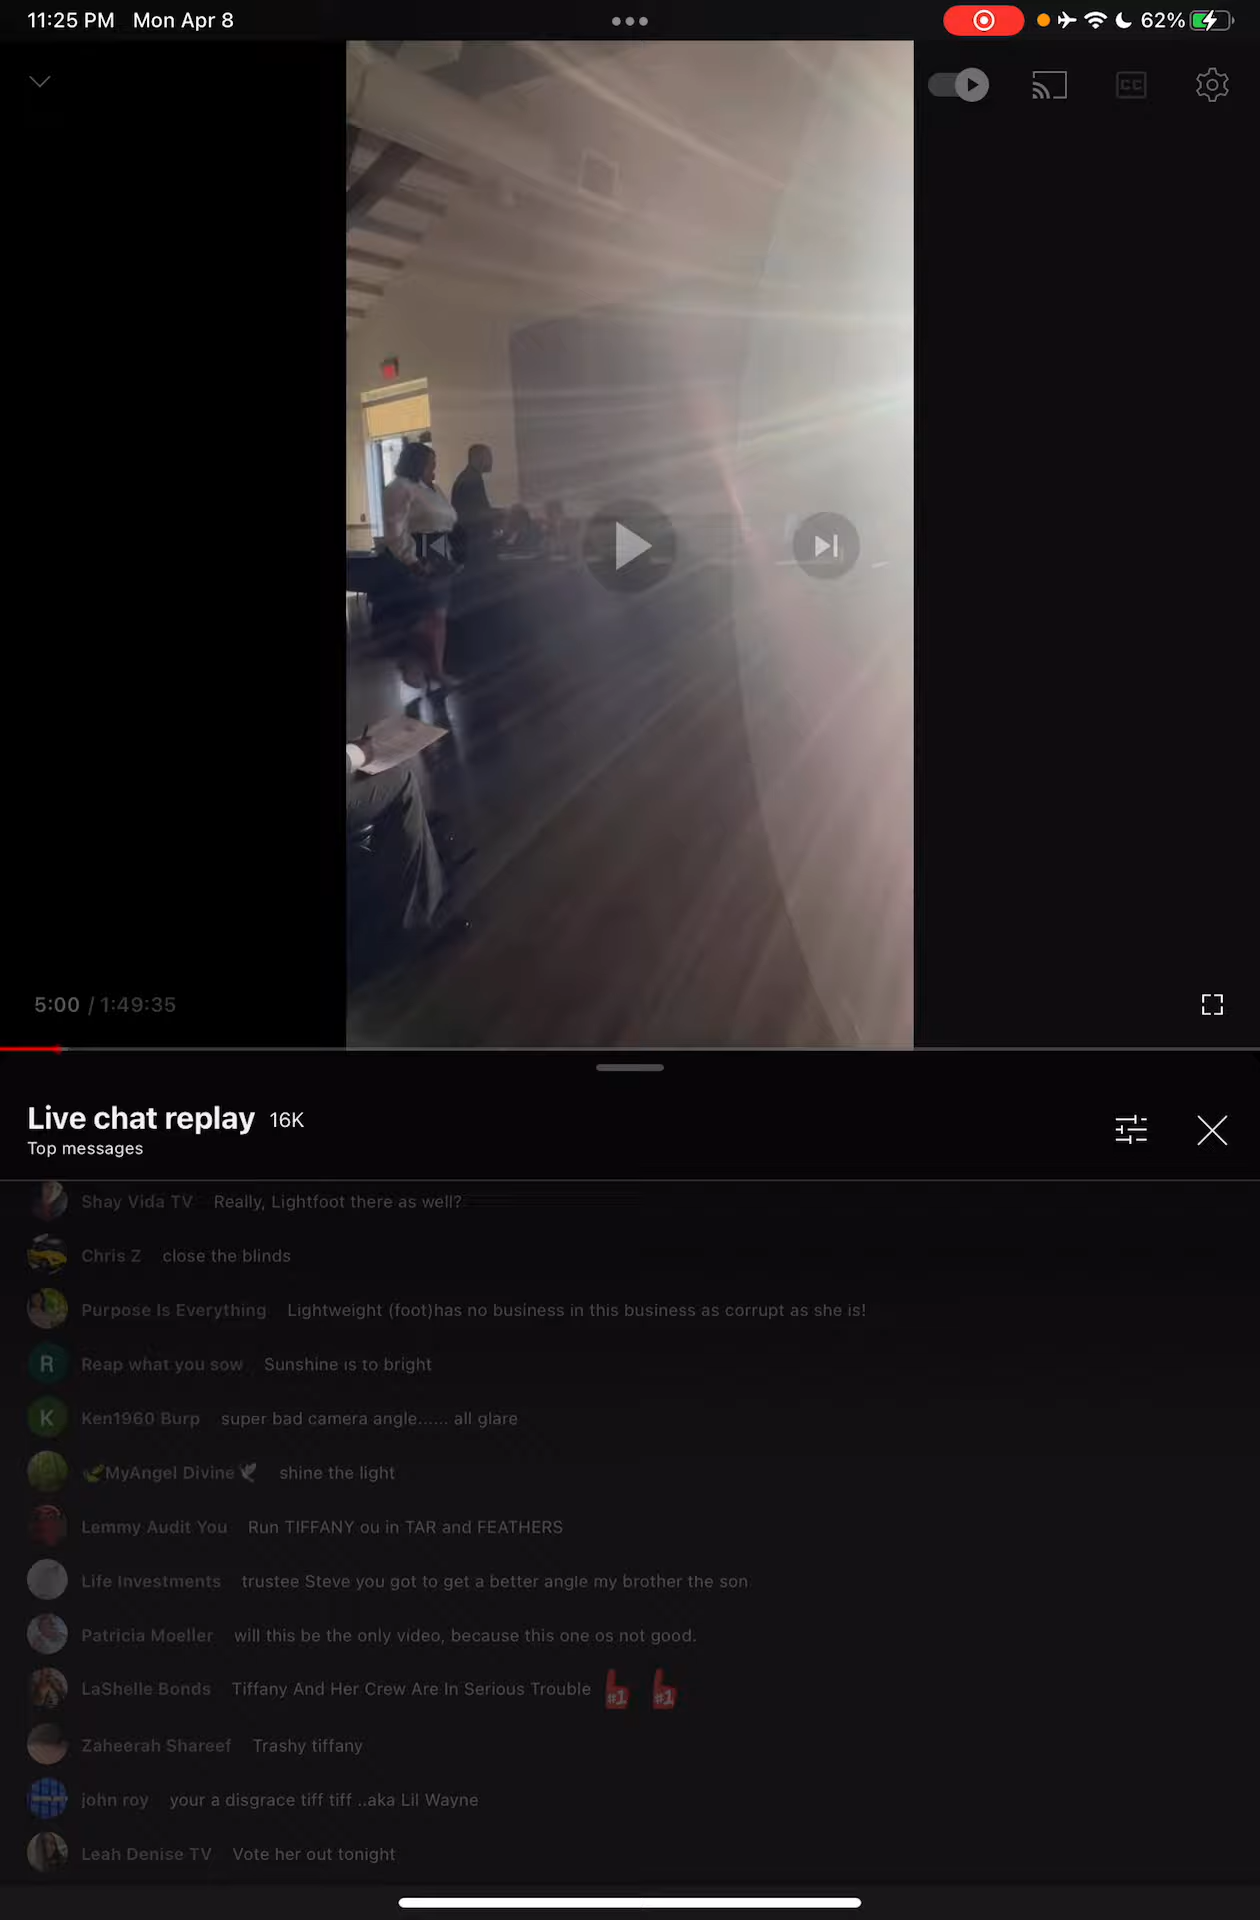 11:25 PM Mon Apr 8
62%
CC
5:00 / 1:49:35
Live chat replay 16K
Top messages
Shay Vida TV Really, Lightfoot there as well?
Chris Z close the blinds
Purpose Is Everything Lightweight (foot)has no business in this business as corrupt as she is!
R Reap what you sow Sunshine is to bright
K Ken1960 Burp super bad camera angle...... all glare
🌿MyAngel Divine🕊 shine the light
Lemmy Audit You Run TIFFANY ou in TAR and FEATHERS
Life Investments trustee Steve you got to get a better angle my brother the son
Patricia Moeller will this be the only video, because this one os not good.
LaShelle Bonds Tiffany And Her Crew Are In Serious Trouble #1 #1
Zaheerah Shareef Trashy tiffany
john roy your a disgrace tiff tiff ..aka Lil Wayne
Leah Denise TV Vote her out tonight